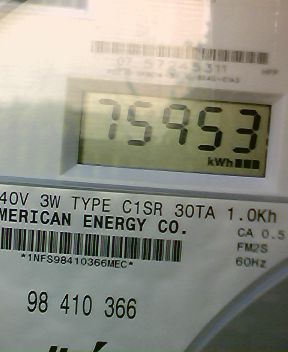 75953
kWh
40V 3W TYPE C1SR 30TA 1.0Kh
MERICAN ENERGY CO.
CA 0.5
FM2S
*1NFS98410366MEC*
60Hz
98 410 366